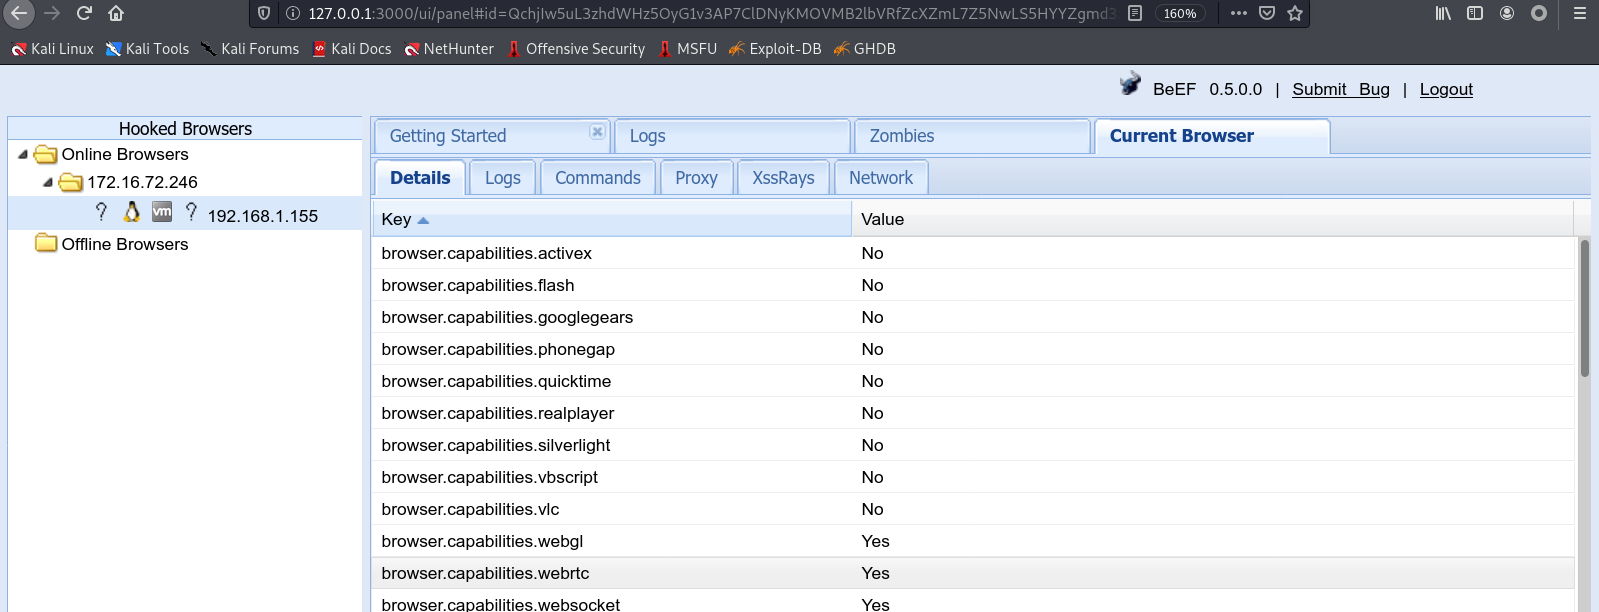 127.0.0.1:3000/ui/panel#id= 160%
Kali Linux Kali Tools Kali Forums Kali Docs NetHunter Offensive Security MSFU Exploit-DB GHDB
BeEF 0.5.0.0 | Submit Bug | Logout
Hooked Browsers
Online Browsers
172.16.72.246
? vm ? 192.168.1.155
Offline Browsers
Getting Started Logs Zombies Current Browser
Details Logs Commands Proxy XssRays Network
Key Value
browser.capabilities.activex No
browser.capabilities.flash No
browser.capabilities.googlegears No
browser.capabilities.phonegap No
browser.capabilities.quicktime No
browser.capabilities.realplayer No
browser.capabilities.silverlight No
browser.capabilities.vbscript No
browser.capabilities.vlc No
browser.capabilities.webgl Yes
browser.capabilities.webrtc Yes
browser.capabilities.websocket Yes